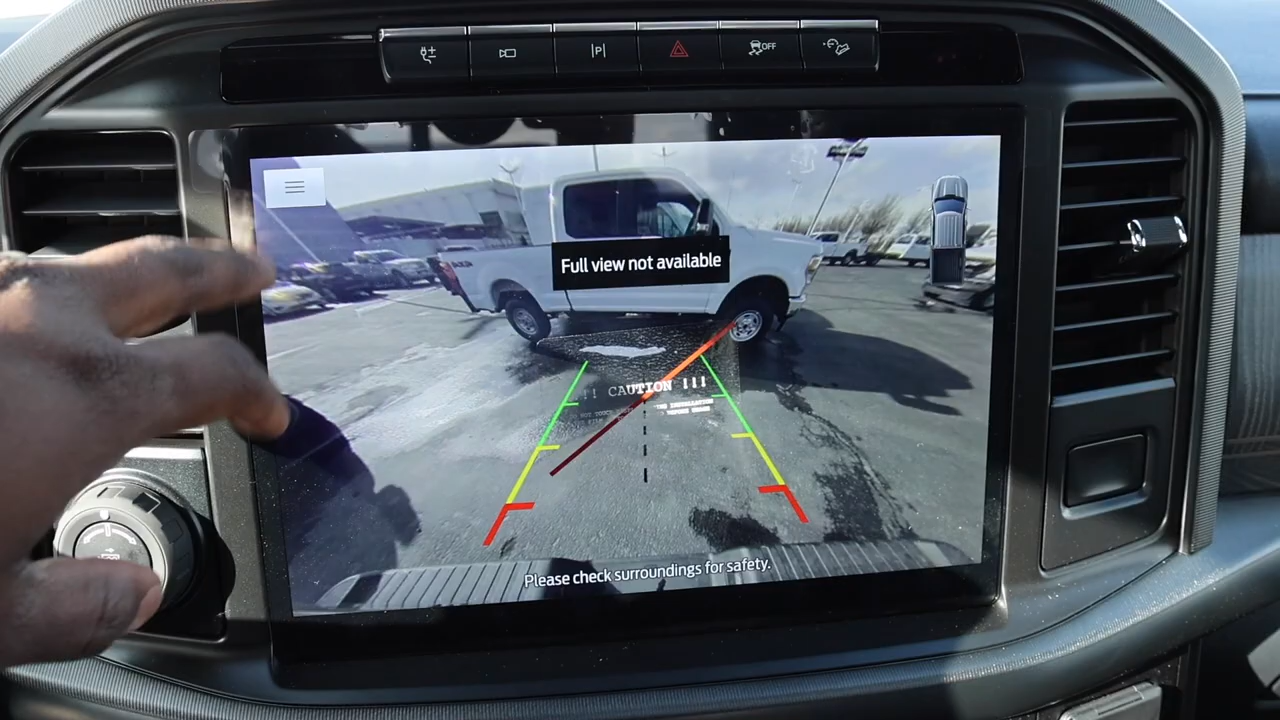 P
OFF
Full view not available
!! CAUTION !!!
Please check surroundings for safety.